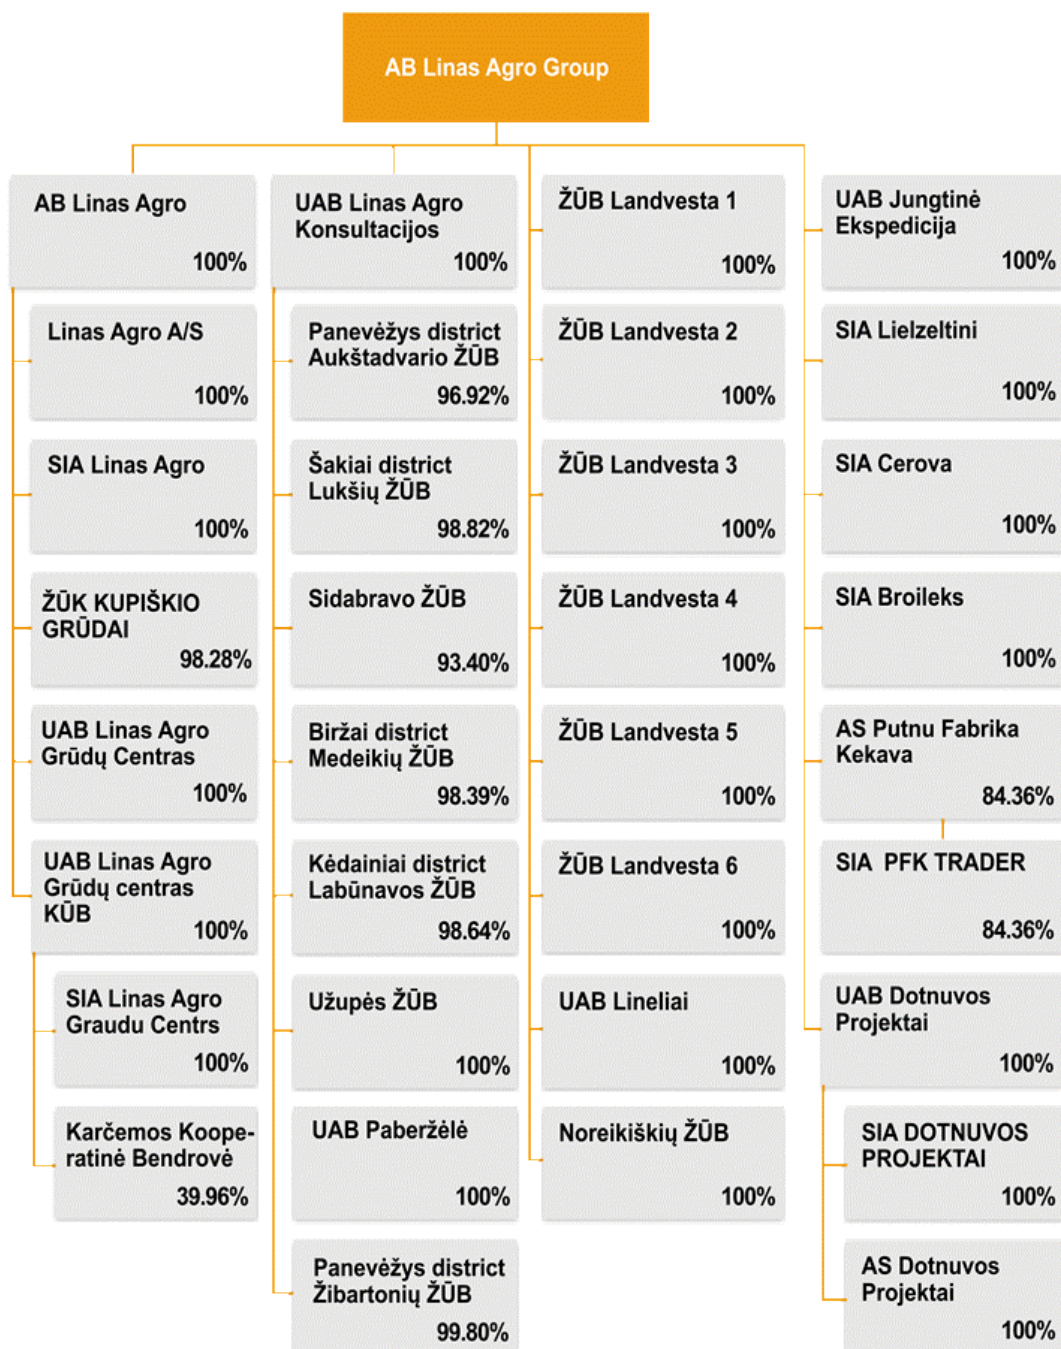 AB Linas Agro Group
AB Linas Agro
100%
Linas Agro A/S
100%
SIA Linas Agro
100%
ŽŪK KUPIŠKIO
GRŪDAI
98.28%
UAB Linas Agro
Grūdų Centras
100%
UAB Linas Agro
Grūdų centras
KŪB
100%
SIA Linas Agro
Graudu Centrs
100%
Karčemos Koope-
ratinė Bendrovė
39.96%
UAB Linas Agro
Konsultacijos
100%
Panevėžys district
Aukštadvario ŽŪB
96.92%
Šakiai district
Lukšių ŽŪB
98.82%
Sidabravo ŽŪB
93.40%
Biržai district
Medeikių ŽŪB
98.39%
Kėdainiai district
Labūnavos ŽŪB
98.64%
Užupės ŽŪB
100%
UAB Paberžėlė
100%
Panevėžys district
Žibartonių ŽŪB
99.80%
ŽŪB Landvesta 1
100%
ŽŪB Landvesta 2
100%
ŽŪB Landvesta 3
100%
ŽŪB Landvesta 4
100%
ŽŪB Landvesta 5
100%
ŽŪB Landvesta 6
100%
UAB Lineliai
100%
Noreikiškių ŽŪB
100%
UAB Jungtinė
Ekspedicija
100%
SIA Lielzeltini
100%
SIA Cerova
100%
SIA Broileks
100%
AS Putnu Fabrika
Kekava
84.36%
SIA PFK TRADER
84.36%
UAB Dotnuvos
Projektai
100%
SIA DOTNUVOS
PROJEKTAI
100%
AS Dotnuvos
Projektai
100%